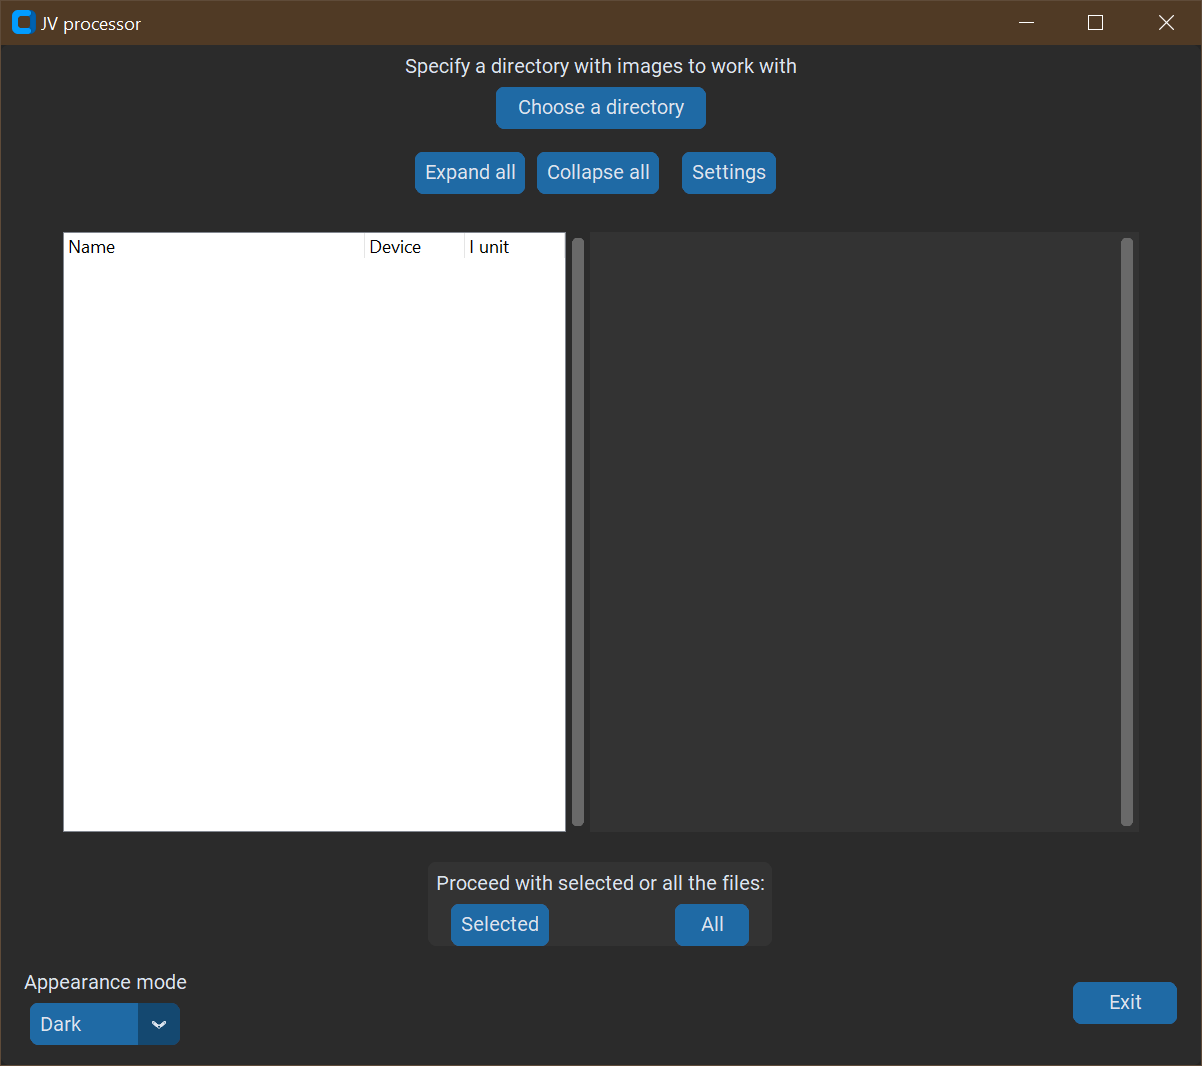 JV processor
Specify a directory with images to work with
Choose a directory
Expand all Collapse all Settings
Name Device I unit
Proceed with selected or all the files:
Selected All
Appearance mode
Dark
Exit